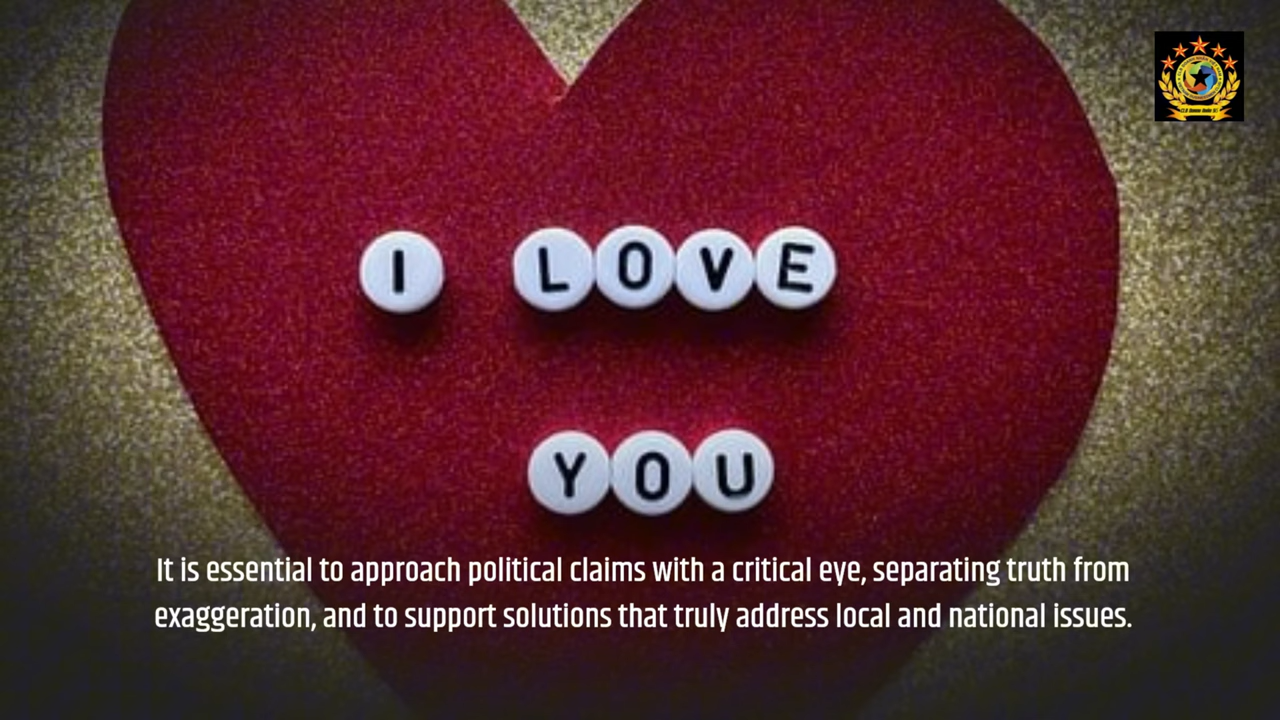 I LOVE
YOU
It is essential to approach political claims with a critical eye, separating truth from
exaggeration, and to support solutions that truly address local and national issues.